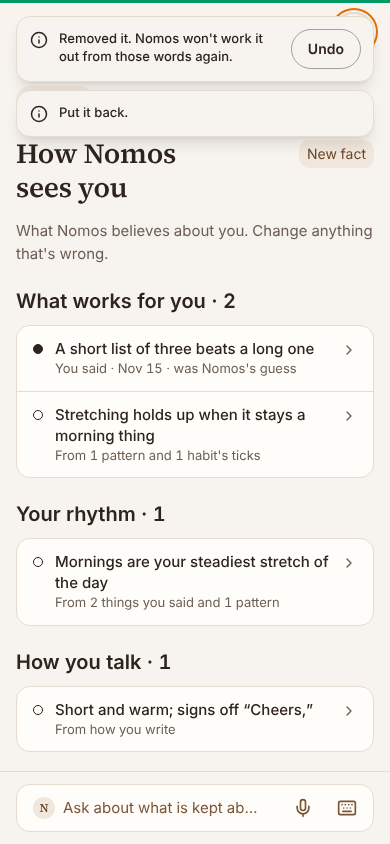 Removed it. Nomos won't work it
out from those words again.
Undo
Put it back.
How Nomos
sees you
New fact
What Nomos believes about you. Change anything
that's wrong.
What works for you · 2
A short list of three beats a long one
You said · Nov 15 · was Nomos's guess
Stretching holds up when it stays a
morning thing
From 1 pattern and 1 habit's ticks
Your rhythm · 1
Mornings are your steadiest stretch of
the day
From 2 things you said and 1 pattern
How you talk · 1
Short and warm; signs off “Cheers,”
From how you write
N
Ask about what is kept ab...